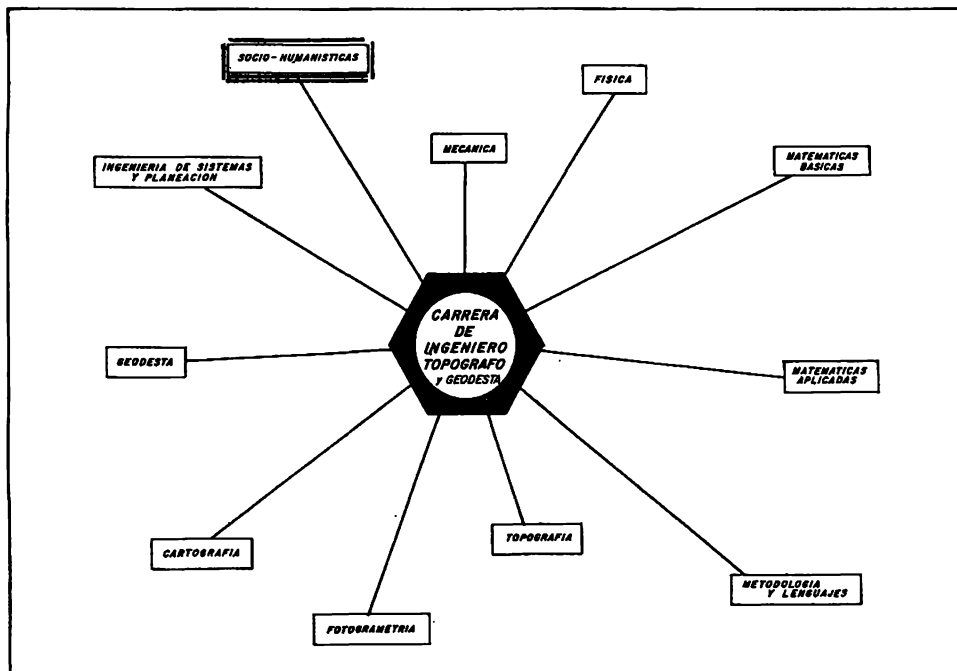 SOCIO-HUMANISTICAS
FISICA
MECANICA
MATEMATICAS
BASICAS
INGENIERIA DE SISTEMAS
Y PLANEACION
CARRERA
DE
INGENIERO
TOPOGRAFO
y GEODESTA
GEODESTA
MATEMATICAS
APLICADAS
TOPOGRAFIA
CARTOGRAFIA
METODOLOGIA
Y LENGUAJES
FOTOGRAMETRIA